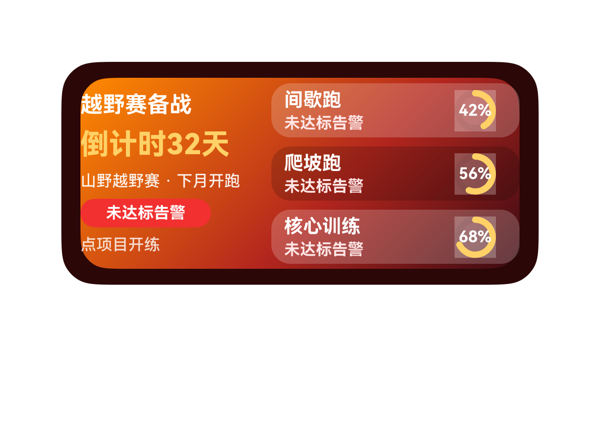 越野赛备战
倒计时32天
山野越野赛 · 下月开跑
未达标告警
点项目开练
间歇跑
未达标告警
42%
爬坡跑
未达标告警
56%
核心训练
未达标告警
68%